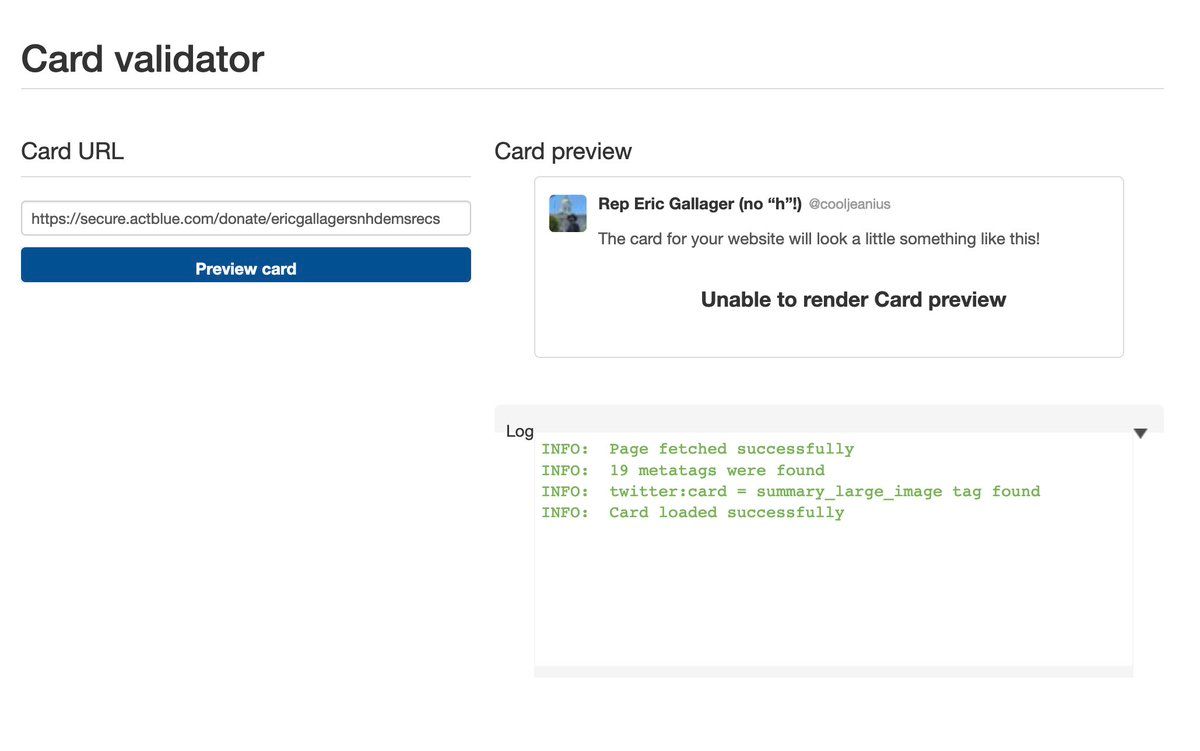 Card validator
Card URL
https://secure.actblue.com/donate/ericgallagersnhdemsrecs
Preview card
Card preview
Rep Eric Gallager (no “h”!) @cooljeanius
The card for your website will look a little something like this!
Unable to render Card preview
Log
INFO: Page fetched successfully
INFO: 19 metatags were found
INFO: twitter:card = summary_large_image tag found
INFO: Card loaded successfully